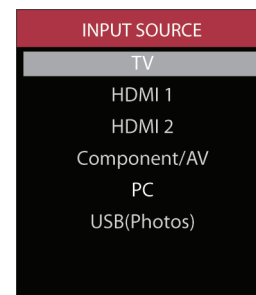 INPUT SOURCE
TV
HDMI 1
HDMI 2
Component/AV
PC
USB(Photos)